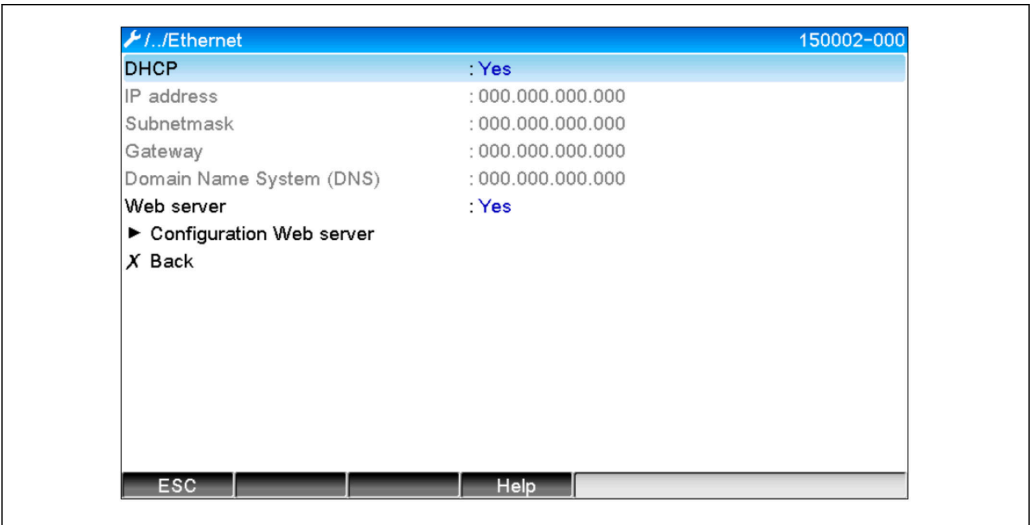 /../Ethernet 150002-000
DHCP : Yes
IP address : 000.000.000.000
Subnetmask : 000.000.000.000
Gateway : 000.000.000.000
Domain Name System (DNS) : 000.000.000.000
Web server : Yes
► Configuration Web server
X Back
ESC Help